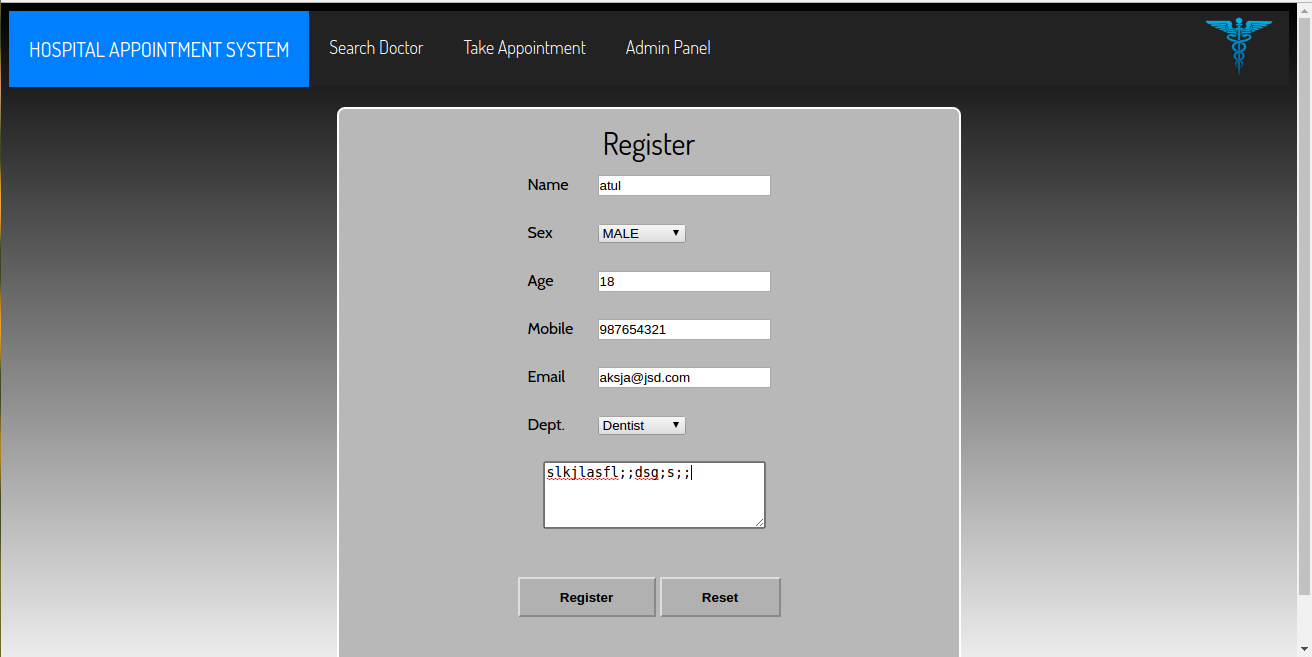 HOSPITAL APPOINTMENT SYSTEM Search Doctor Take Appointment Admin Panel
Register
Name atul
Sex MALE
Age 18
Mobile 987654321
Email aksja@jsd.com
Dept. Dentist
slkjlasfl;;dsg;s;;
Register Reset